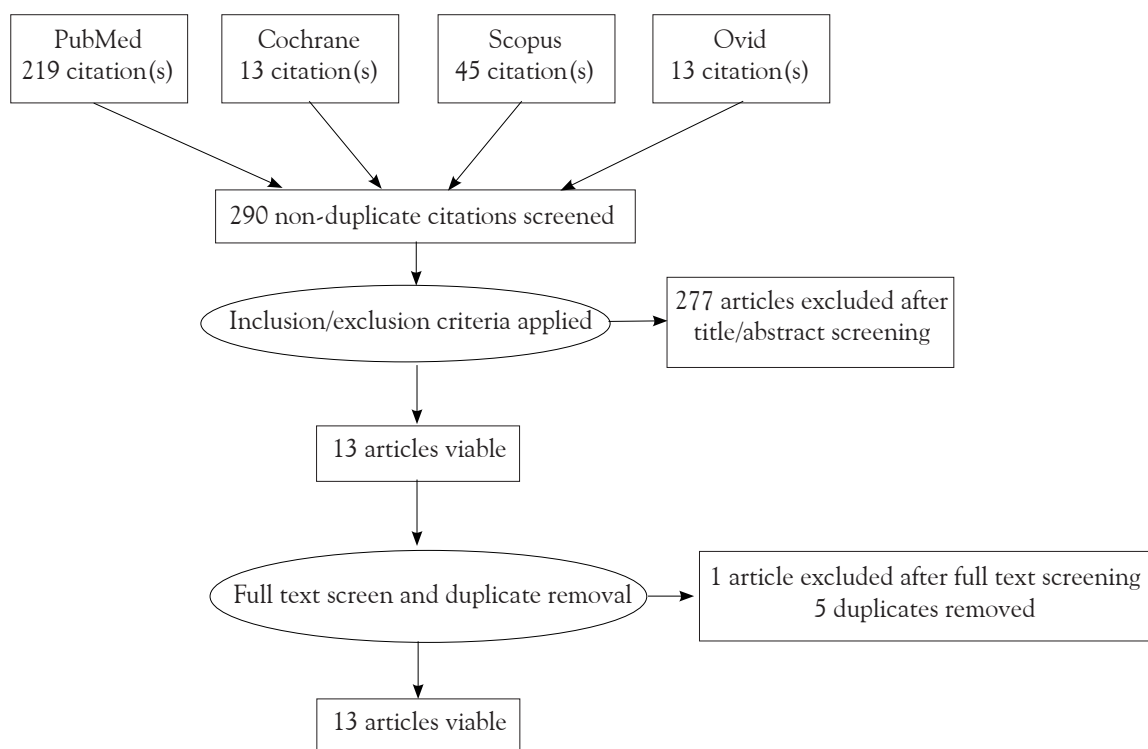 PubMed
219 citation(s)
Cochrane
13 citation(s)
Scopus
45 citation(s)
Ovid
13 citation(s)
290 non-duplicate citations screened
Inclusion/exclusion criteria applied
277 articles excluded after
title/abstract screening
13 articles viable
Full text screen and duplicate removal
1 article excluded after full text screening
5 duplicates removed
13 articles viable